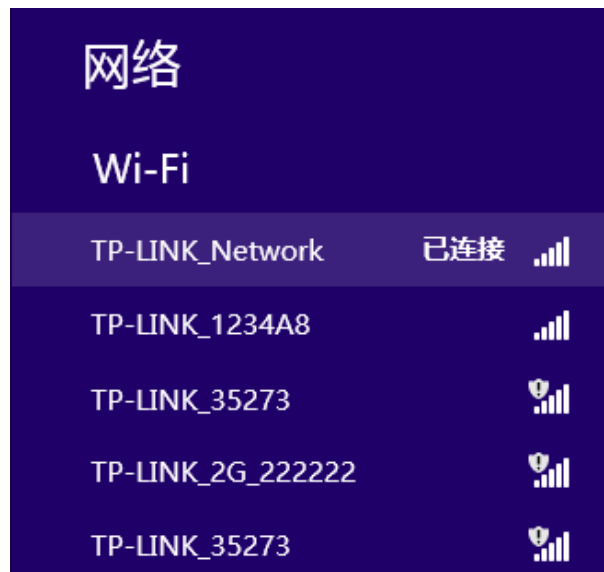 网络
Wi-Fi
TP-LINK_Network 已连接
TP-LINK_1234A8
TP-LINK_35273
TP-LINK_2G_222222
TP-LINK_35273